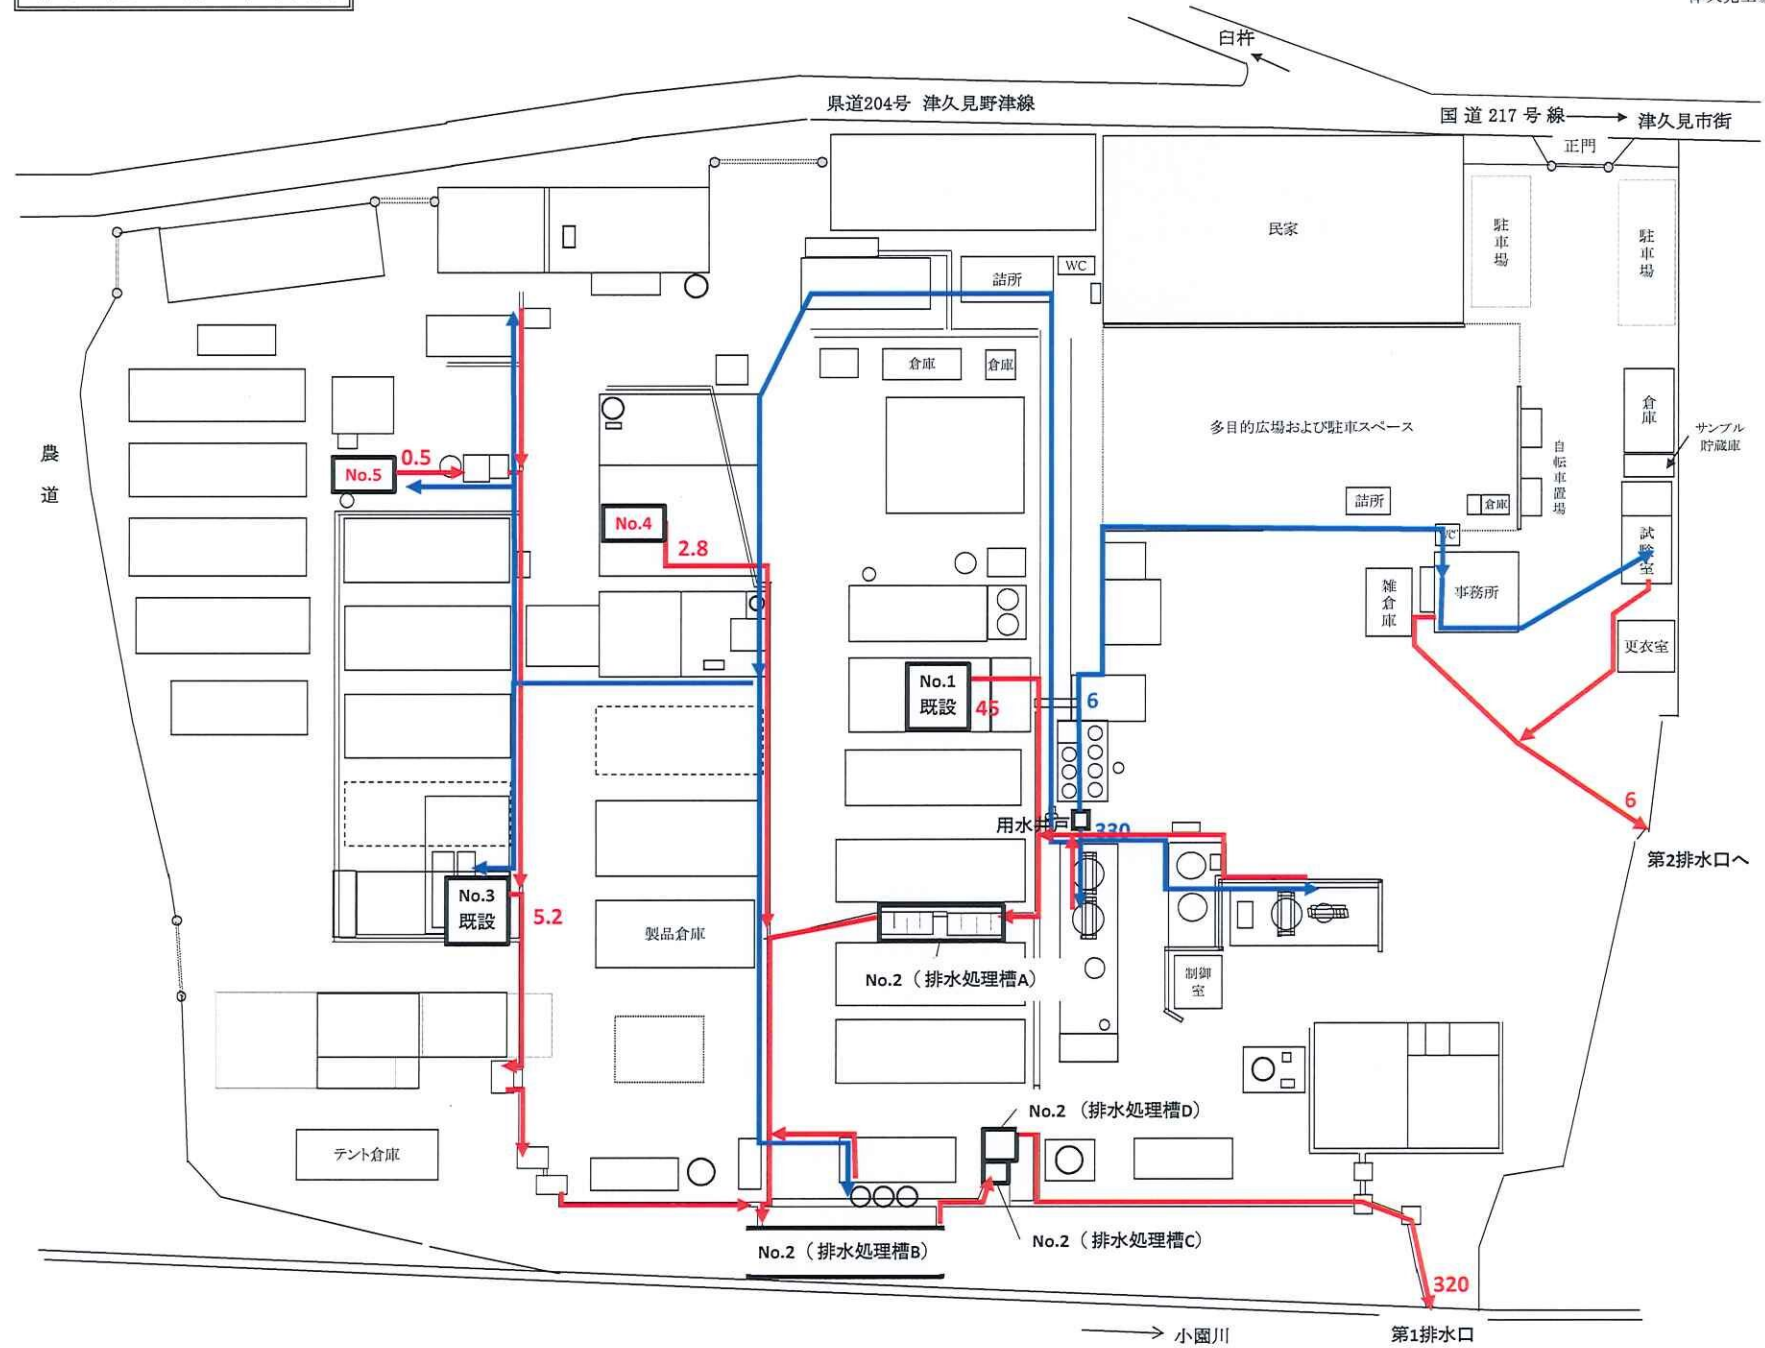 臼杵
県道204号 津久見野津線
国道217号線
津久見市街
正門
民家
駐車場
駐車場
WC
詰所
倉庫
倉庫
倉庫
多目的広場および駐車スペース
サンプル
貯蔵庫
自転車置場
農道
No.5
0.5
詰所
倉庫
No.4
2.8
WC
試験室
雑倉庫
事務所
更衣室
No.1
既設
45
6
6
用水井戸
330
第2排水口へ
No.3
既設
5.2
製品倉庫
No.2(排水処理槽A)
制御室
No.2(排水処理槽D)
テント倉庫
No.2(排水処理槽B)
No.2(排水処理槽C)
320
小園川
第1排水口